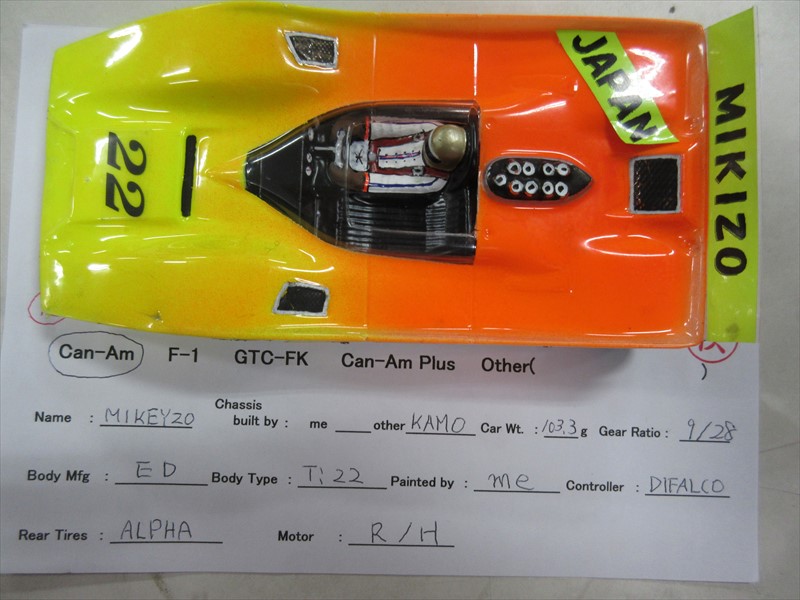 22
JAPAN
MIKIZO
Can-Am F-1 GTC-FK Can-Am Plus Other( )
Name : MIKEYZO Chassis built by : me ___ other KAMO Car Wt. : 103.3 g Gear Ratio : 9/28
Body Mfg : ED Body Type : Ti 22 Painted by : me Controller : DIFALCO
Rear Tires : ALPHA Motor : R/H